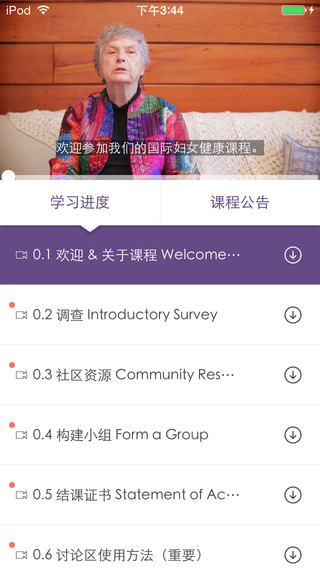 iPod 下午3:44
欢迎参加我们的国际妇女健康课程。
学习进度 课程公告
0.1 欢迎 & 关于课程 Welcome…
0.2 调查 Introductory Survey
0.3 社区资源 Community Res…
0.4 构建小组 Form a Group
0.5 结课证书 Statement of Ac…
0.6 讨论区使用方法（重要）